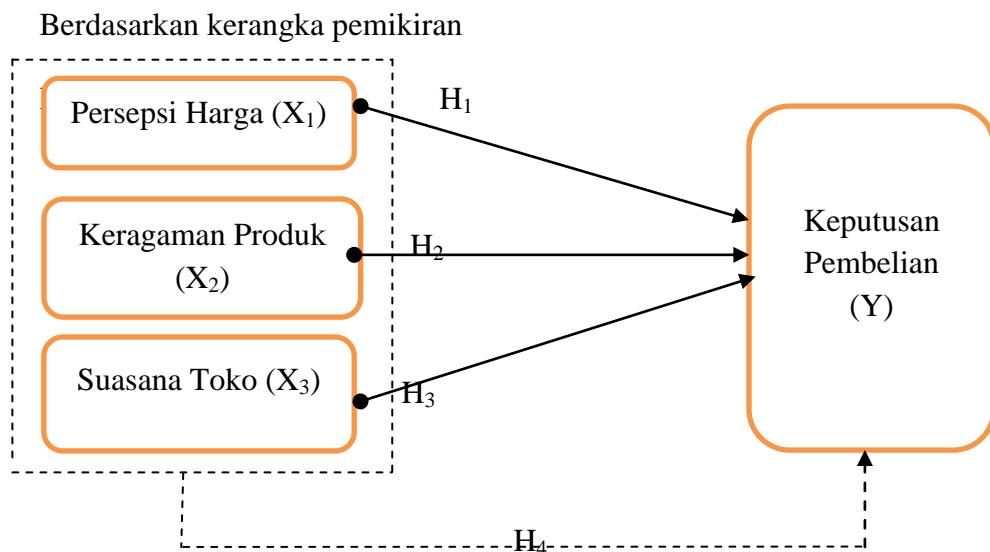 Berdasarkan kerangka pemikiran
Persepsi Harga (X₁)
H₁
Keragaman Produk
(X₂)
H₂
Suasana Toko (X₃)
H₃
Keputusan
Pembelian
(Y)
H₄